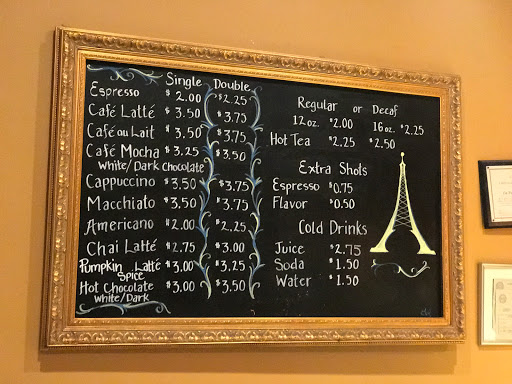 Single Double
Espresso $2.00 $2.25
Café Latté $3.50 $3.75
Café au Lait $3.50 $3.75
Café Mocha $3.25 $3.50
White/Dark Chocolate
Cappuccino $3.50 $3.75
Macchiato $3.50 $3.75
Americano $2.00 $2.25
Chai Latté $2.75 $3.00
Pumpkin Latté $3.00 $3.25
Spice
Hot Chocolate $3.00 $3.50
White/Dark
Regular or Decaf
12oz. $2.00 16oz. $2.25
Hot Tea $2.25 $2.50
Extra Shots
Espresso $0.75
Flavor $0.50
Cold Drinks
Juice $2.75
Soda $1.50
Water $1.50